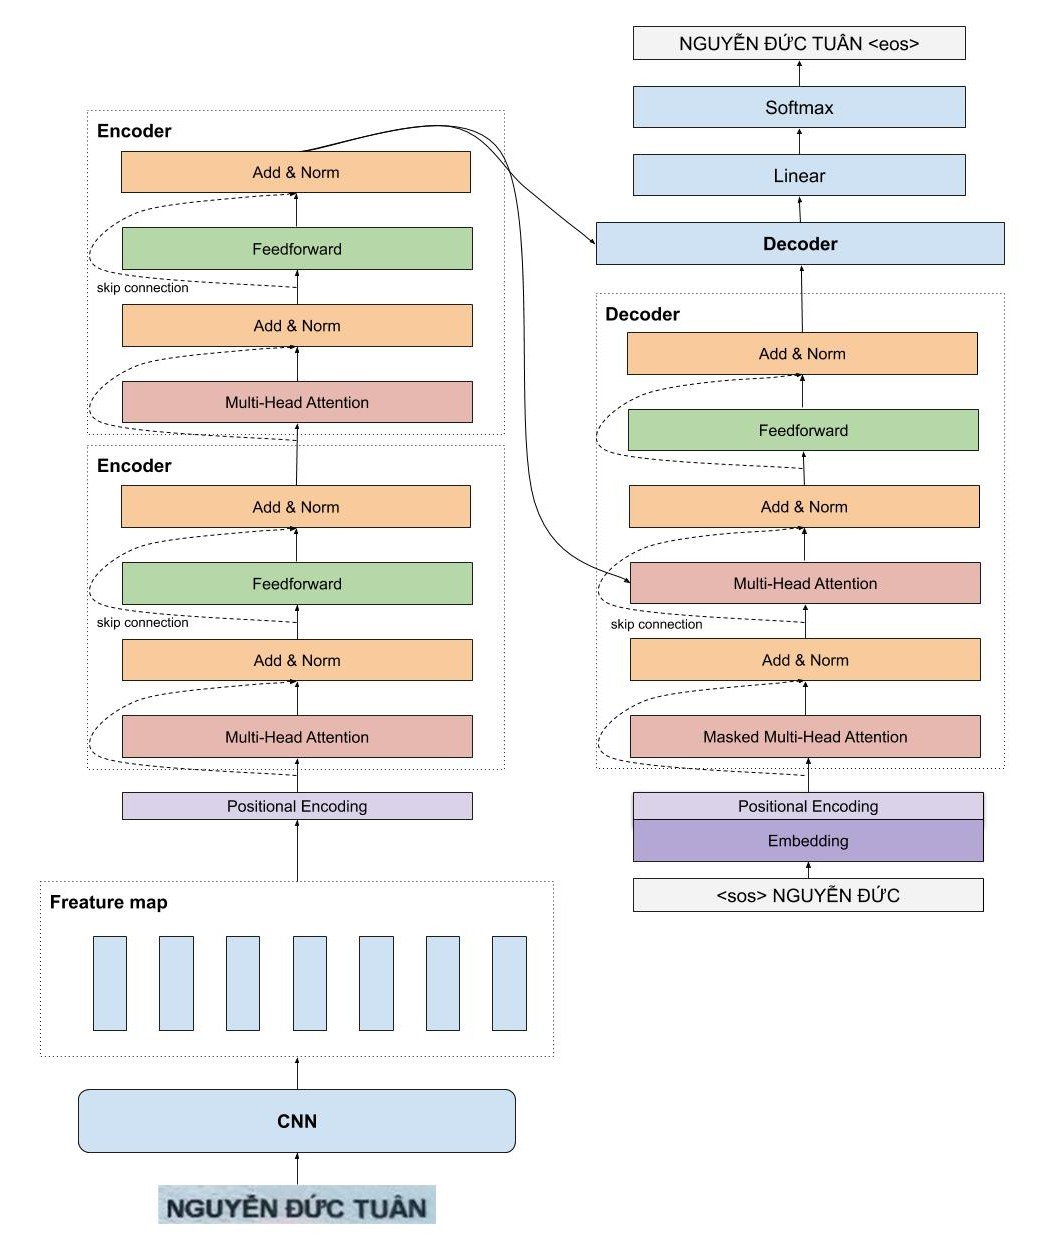 Encoder
Add & Norm
Feedforward
skip connection
Add & Norm
Multi-Head Attention
Encoder
Add & Norm
Feedforward
skip connection
Add & Norm
Multi-Head Attention
Positional Encoding
Freature map
CNN
NGUYỄN ĐỨC TUÂN
NGUYỄN ĐỨC TUÂN <eos>
Softmax
Linear
Decoder
Decoder
Add & Norm
Feedforward
Add & Norm
Multi-Head Attention
skip connection
Add & Norm
Masked Multi-Head Attention
Positional Encoding
Embedding
<sos> NGUYỄN ĐỨC